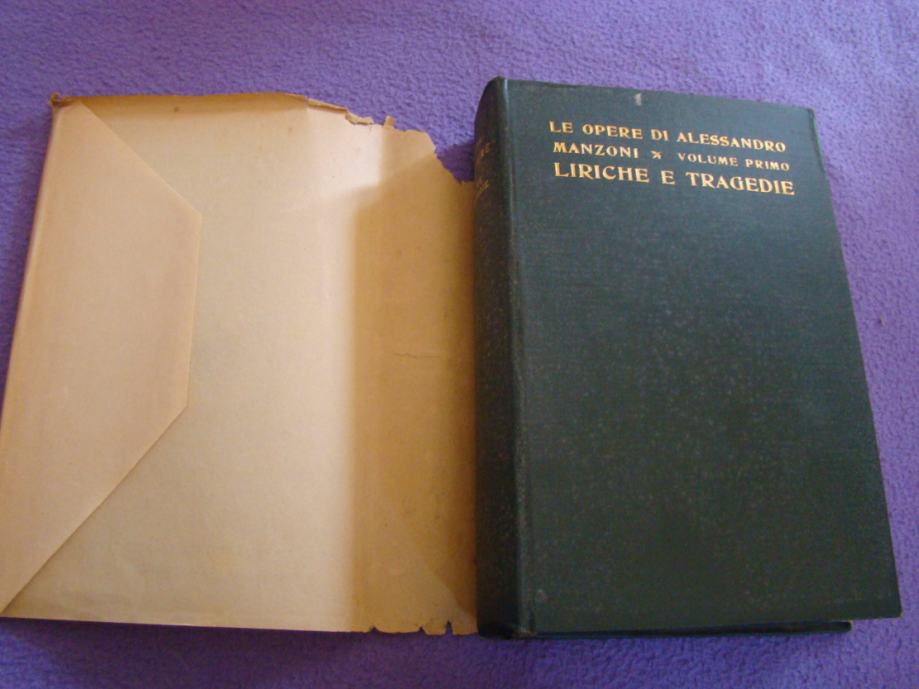 LE OPERE DI ALESSANDRO
MANZONI VOLUME PRIMO
LIRICHE E TRAGEDIE